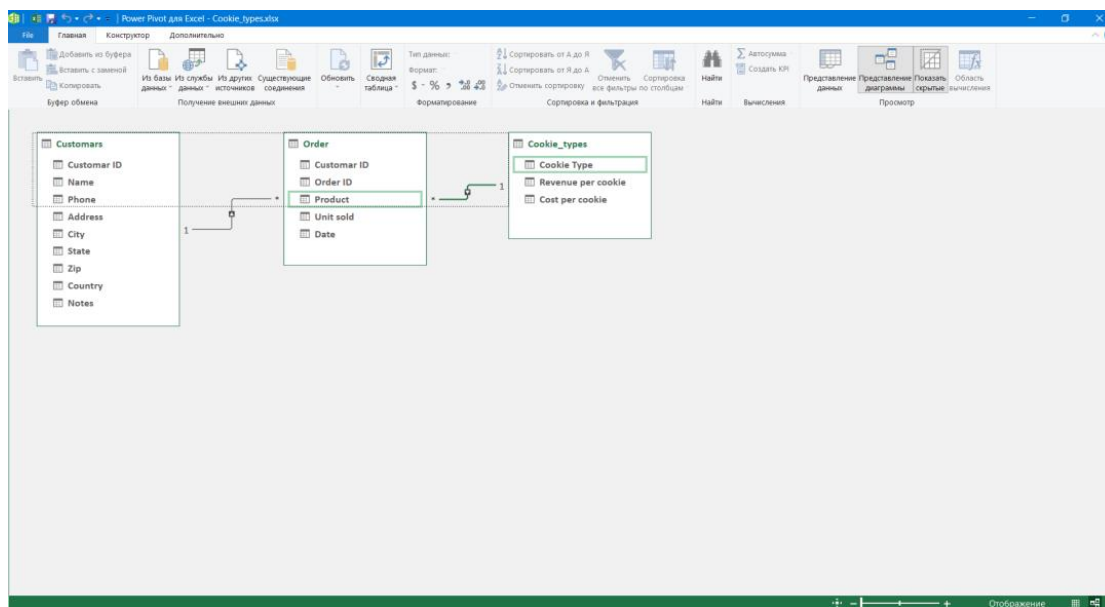 Power Pivot для Excel - Cookie_types.xlsx
File Главная Конструктор Дополнительно
Вставить
Добавить из буфера
Вставить с заменой
Копировать
Буфер обмена
Из базы данных
Из службы данных
Из других источников
Существующие соединения
Получение внешних данных
Обновить
Сводная таблица
Тип данных:
Формат:
$ - % ,
Форматирование
Сортировать от А до Я
Сортировать от Я до А
Отменить сортировку
Отменить все фильтры
Сортировка по столбцам
Сортировка и фильтрация
Найти
Найти
Автосумма
Создать KPI
Вычисления
Представление данных
Представление диаграммы
Показать скрытые
Область вычисления
Просмотр
Customars
Customar ID
Name
Phone
Address
City
State
Zip
Country
Notes
1
*
Order
Customar ID
Order ID
Product
Unit sold
Date
*
1
Cookie_types
Cookie Type
Revenue per cookie
Cost per cookie
Отображение